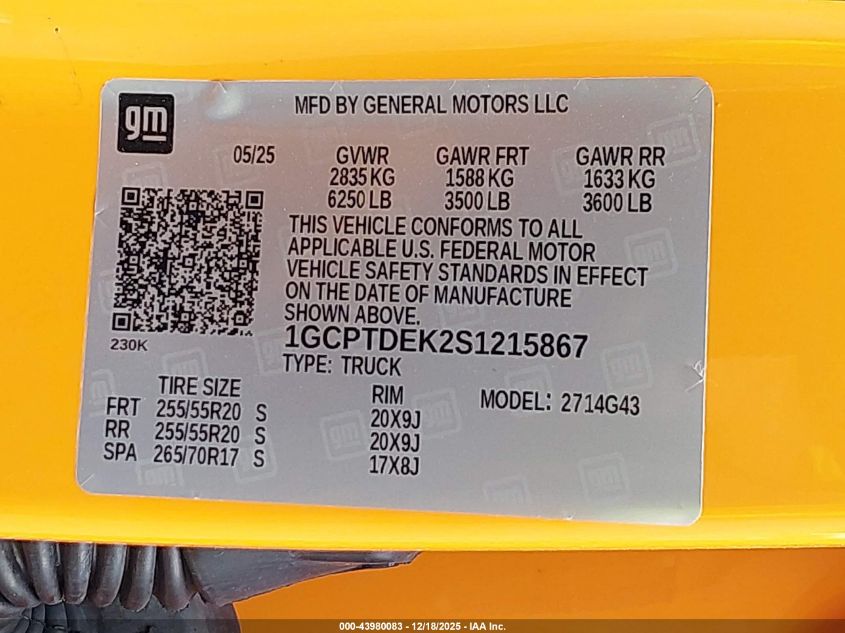 gm
MFD BY GENERAL MOTORS LLC
05/25 GVWR GAWR FRT GAWR RR
2835 KG 1588 KG 1633 KG
6250 LB 3500 LB 3600 LB
THIS VEHICLE CONFORMS TO ALL
APPLICABLE U.S. FEDERAL MOTOR
VEHICLE SAFETY STANDARDS IN EFFECT
ON THE DATE OF MANUFACTURE
SHOWN ABOVE.
230K
1GCPTDEK2S1215867
TYPE: TRUCK
TIRE SIZE RIM MODEL: 2714G43
FRT 255/55R20 S 20X9J
RR 255/55R20 S 20X9J
SPA 265/70R17 S 17X8J
000-43980083 - 12/18/2025 - IAA Inc.